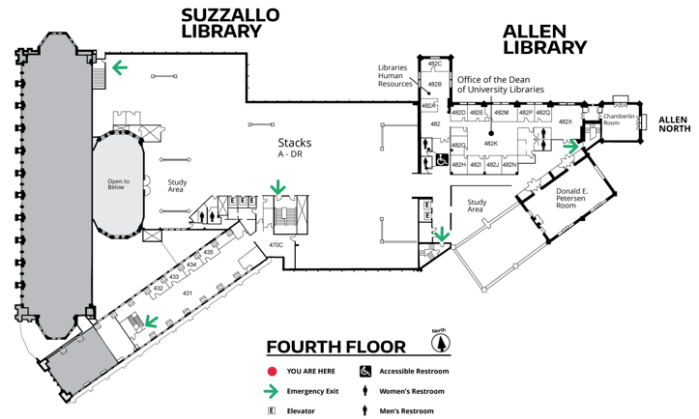 SUZZALLO
LIBRARY
ALLEN
LIBRARY
482C
Libraries
Human
Resources
482B
Office of the Dean
of University Libraries
482A
482D
482E
482M
482P
482Q
482
482X
Chamberlin
Room
ALLEN
NORTH
482K
482G
482H
482I
482J
482N
Stacks
A - DR
Open to
Below
Study
Area
Study
Area
Donald E.
Petersen
Room
E
E
E
E
E
470C
435
434
433
432
431
North
FOURTH FLOOR
YOU ARE HERE
Accessible Restroom
Emergency Exit
Women's Restroom
E
Elevator
Men's Restroom